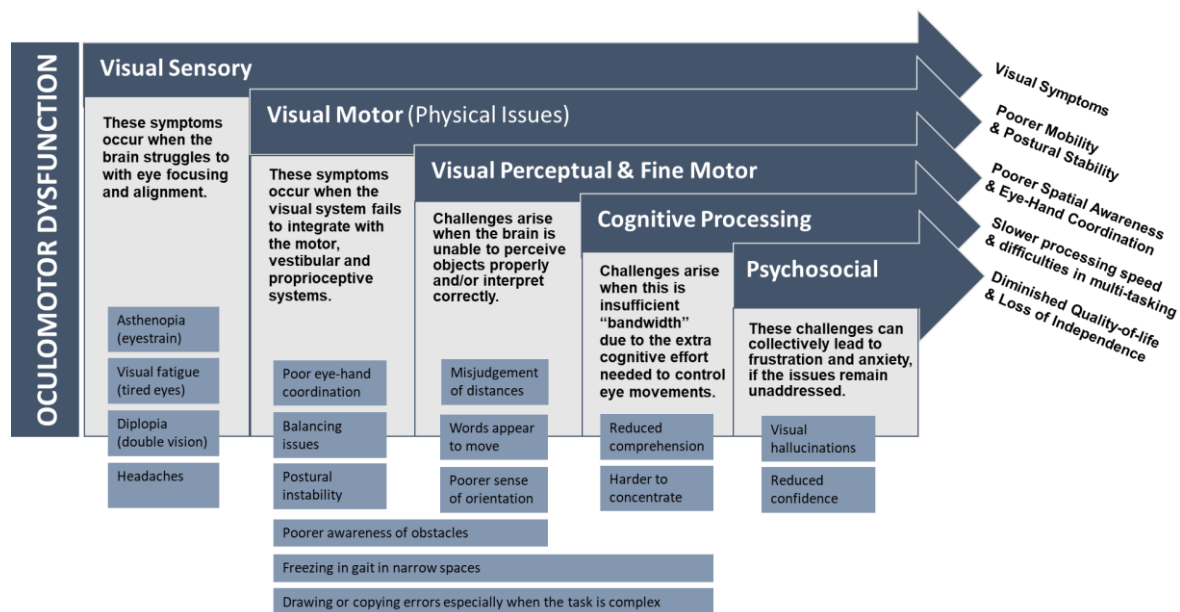 OCULOMOTOR DYSFUNCTION
Visual Sensory
These symptoms
occur when the
brain struggles to
with eye focusing
and alignment.
Asthenopia
(eyestrain)
Visual fatigue
(tired eyes)
Diplopia
(double vision)
Headaches
Visual Motor (Physical Issues)
These symptoms
occur when the
visual system fails
to integrate with
the motor,
vestibular and
proprioceptive
systems.
Poor eye-hand
coordination
Balancing
issues
Postural
instability
Visual Perceptual & Fine Motor
Challenges arise
when the brain is
unable to perceive
objects properly
and/or interpret
correctly.
Misjudgement
of distances
Words appear
to move
Poorer sense
of orientation
Cognitive Processing
Challenges arise
when this is
insufficient
“bandwidth”
due to the extra
cognitive effort
needed to control
eye movements.
Reduced
comprehension
Harder to
concentrate
Psychosocial
These challenges can
collectively lead to
frustration and anxiety,
if the issues remain
unaddressed.
Visual
hallucinations
Reduced
confidence
Poorer awareness of obstacles
Freezing in gait in narrow spaces
Drawing or copying errors especially when the task is complex
Visual Symptoms
Poorer Mobility
& Postural Stability
Poorer Spatial Awareness
& Eye-Hand Coordination
Slower processing speed
& difficulties in multi-tasking
Diminished Quality-of-life
& Loss of Independence